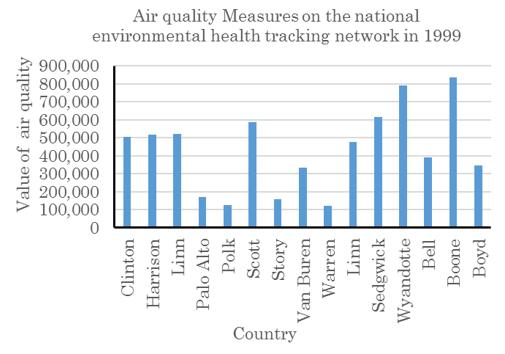 Air quality Measures on the national
environmental health tracking network in 1999
Value of air quality
900,000
800,000
700,000
600,000
500,000
400,000
300,000
200,000
100,000
0
Clinton
Harrison
Linn
Palo Alto
Polk
Scott
Story
Van Buren
Warren
Linn
Sedgwick
Wyandotte
Bell
Boone
Boyd
Country